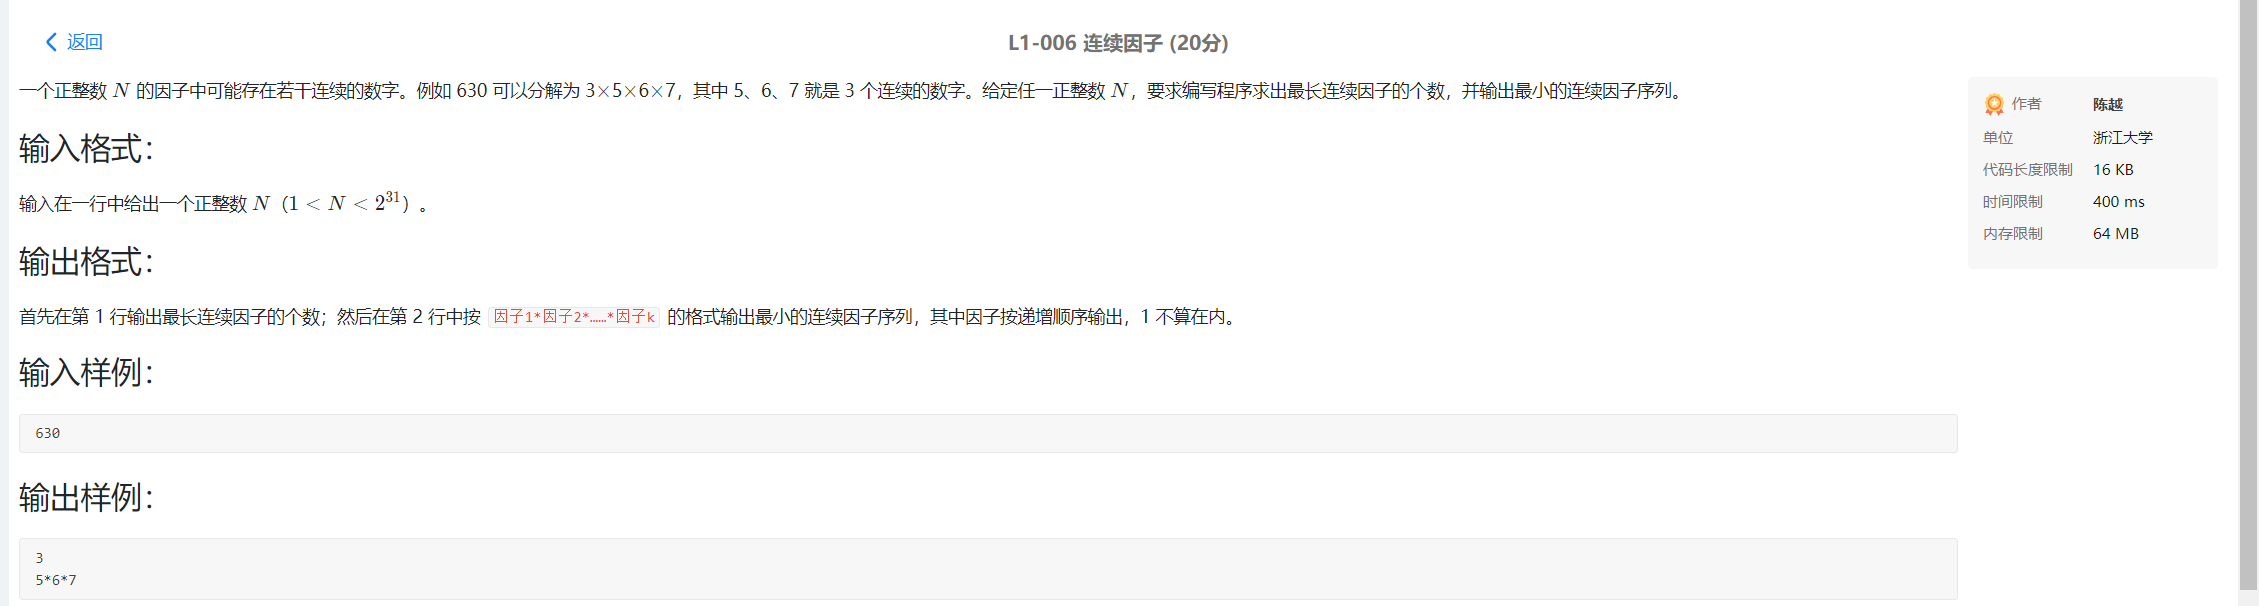 返回
L1-006 连续因子 (20分)
一个正整数 N 的因子中可能存在若干连续的数字。例如 630 可以分解为 3×5×6×7，其中 5、6、7 就是 3 个连续的数字。给定任一正整数 N，要求编写程序求出最长连续因子的个数，并输出最小的连续因子序列。
作者 陈越
单位 浙江大学
代码长度限制 16 KB
时间限制 400 ms
内存限制 64 MB
输入格式：
输入在一行中给出一个正整数 N（1 < N < 2³¹）。
输出格式：
首先在第 1 行输出最长连续因子的个数；然后在第 2 行中按 因子1*因子2*……*因子k 的格式输出最小的连续因子序列，其中因子按递增顺序输出，1 不算在内。
输入样例：
630
输出样例：
3
5*6*7